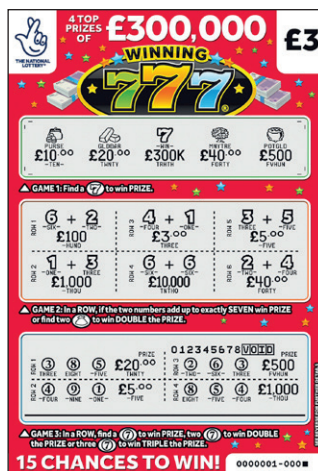 4 TOP PRIZES OF £300,000
THE NATIONAL LOTTERY
£3
WINNING
777
PURSE GLDBAR -WIN- PAYTRE POTGLD
£10.00 £20.00 £300K £40.00 £500
-TEN- TWNTY TRHTH FORTY FVHUN
▲ GAME 1: Find a 7 to win PRIZE.
ROW 1 6 + 2 ROW 3 4 + 1 ROW 5 3 + 5
-SIX- -TWO- -FOUR- -ONE- THREE -FIVE-
£100 £3.00 £5.00
-HUND THREE -FIVE
ROW 2 1 + 3 ROW 4 6 + 6 ROW 6 2 + 4
-ONE- THREE -SIX- -SIX- -TWO- -FOUR
£1,000 £10,000 £40.00
-THOU TNTHO FORTY
▲ GAME 2: In a ROW, if the two numbers add up to exactly SEVEN win PRIZE
or find two to win DOUBLE the PRIZE.
012345678 VOID
ROW 1 3 8 5 PRIZE £20.00 ROW 3 2 6 3 PRIZE £500
THREE EIGHT -FIVE TWNTY -TWO- -SIX- THREE FVHUN
ROW 2 4 9 1 £5.00 ROW 4 8 5 4 £1,000
-FOUR -NINE -ONE- -FIVE EIGHT -FIVE -FOUR -THOU
▲ GAME 3: In a ROW, find a 7 to win PRIZE, two 7 to win DOUBLE
the PRIZE or three 7 to win TRIPLE the PRIZE.
15 CHANCES TO WIN!
0000001-000